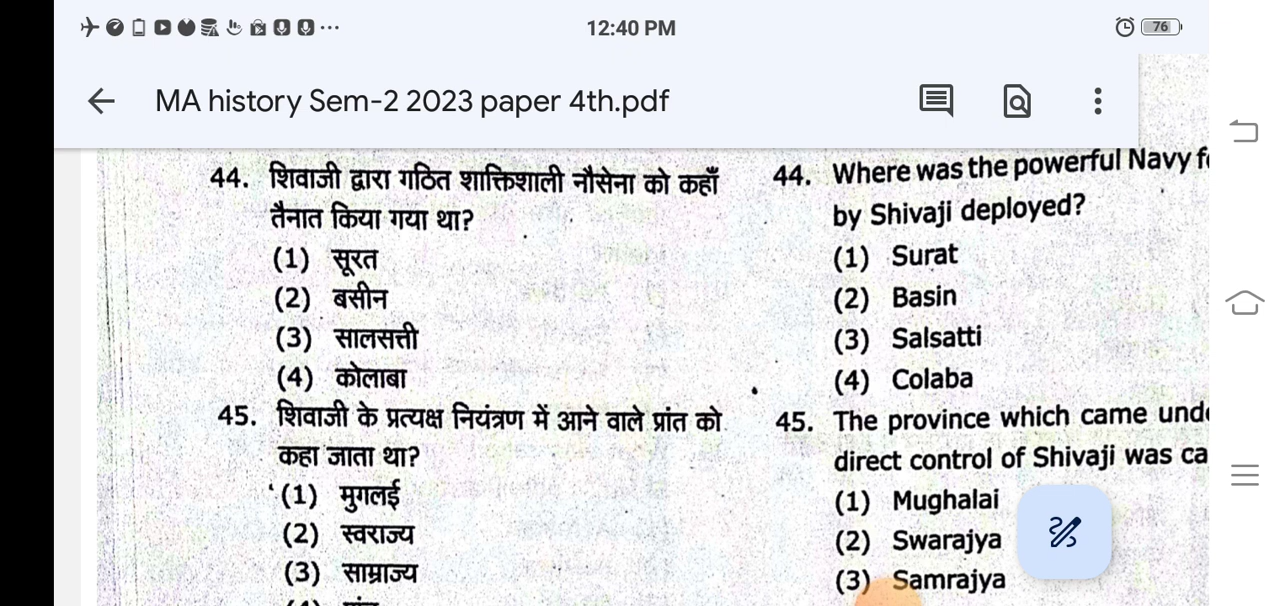 12:40 PM
76
MA history Sem-2 2023 paper 4th.pdf
44. शिवाजी द्वारा गठित शाक्तिशाली नौसेना को कहाँ
तैनात किया गया था?
(1) सूरत
(2) बसीन
(3) सालसत्ती
(4) कोलाबा
45. शिवाजी के प्रत्यक्ष नियंत्रण में आने वाले प्रांत को
कहा जाता था?
(1) मुगलई
(2) स्वराज्य
(3) साम्राज्य
(4)
44. Where was the powerful Navy
by Shivaji deployed?
(1) Surat
(2) Basin
(3) Salsatti
(4) Colaba
45. The province which came
direct control of Shivaji was
(1) Mughalai
(2) Swarajya
(3) Samrajya